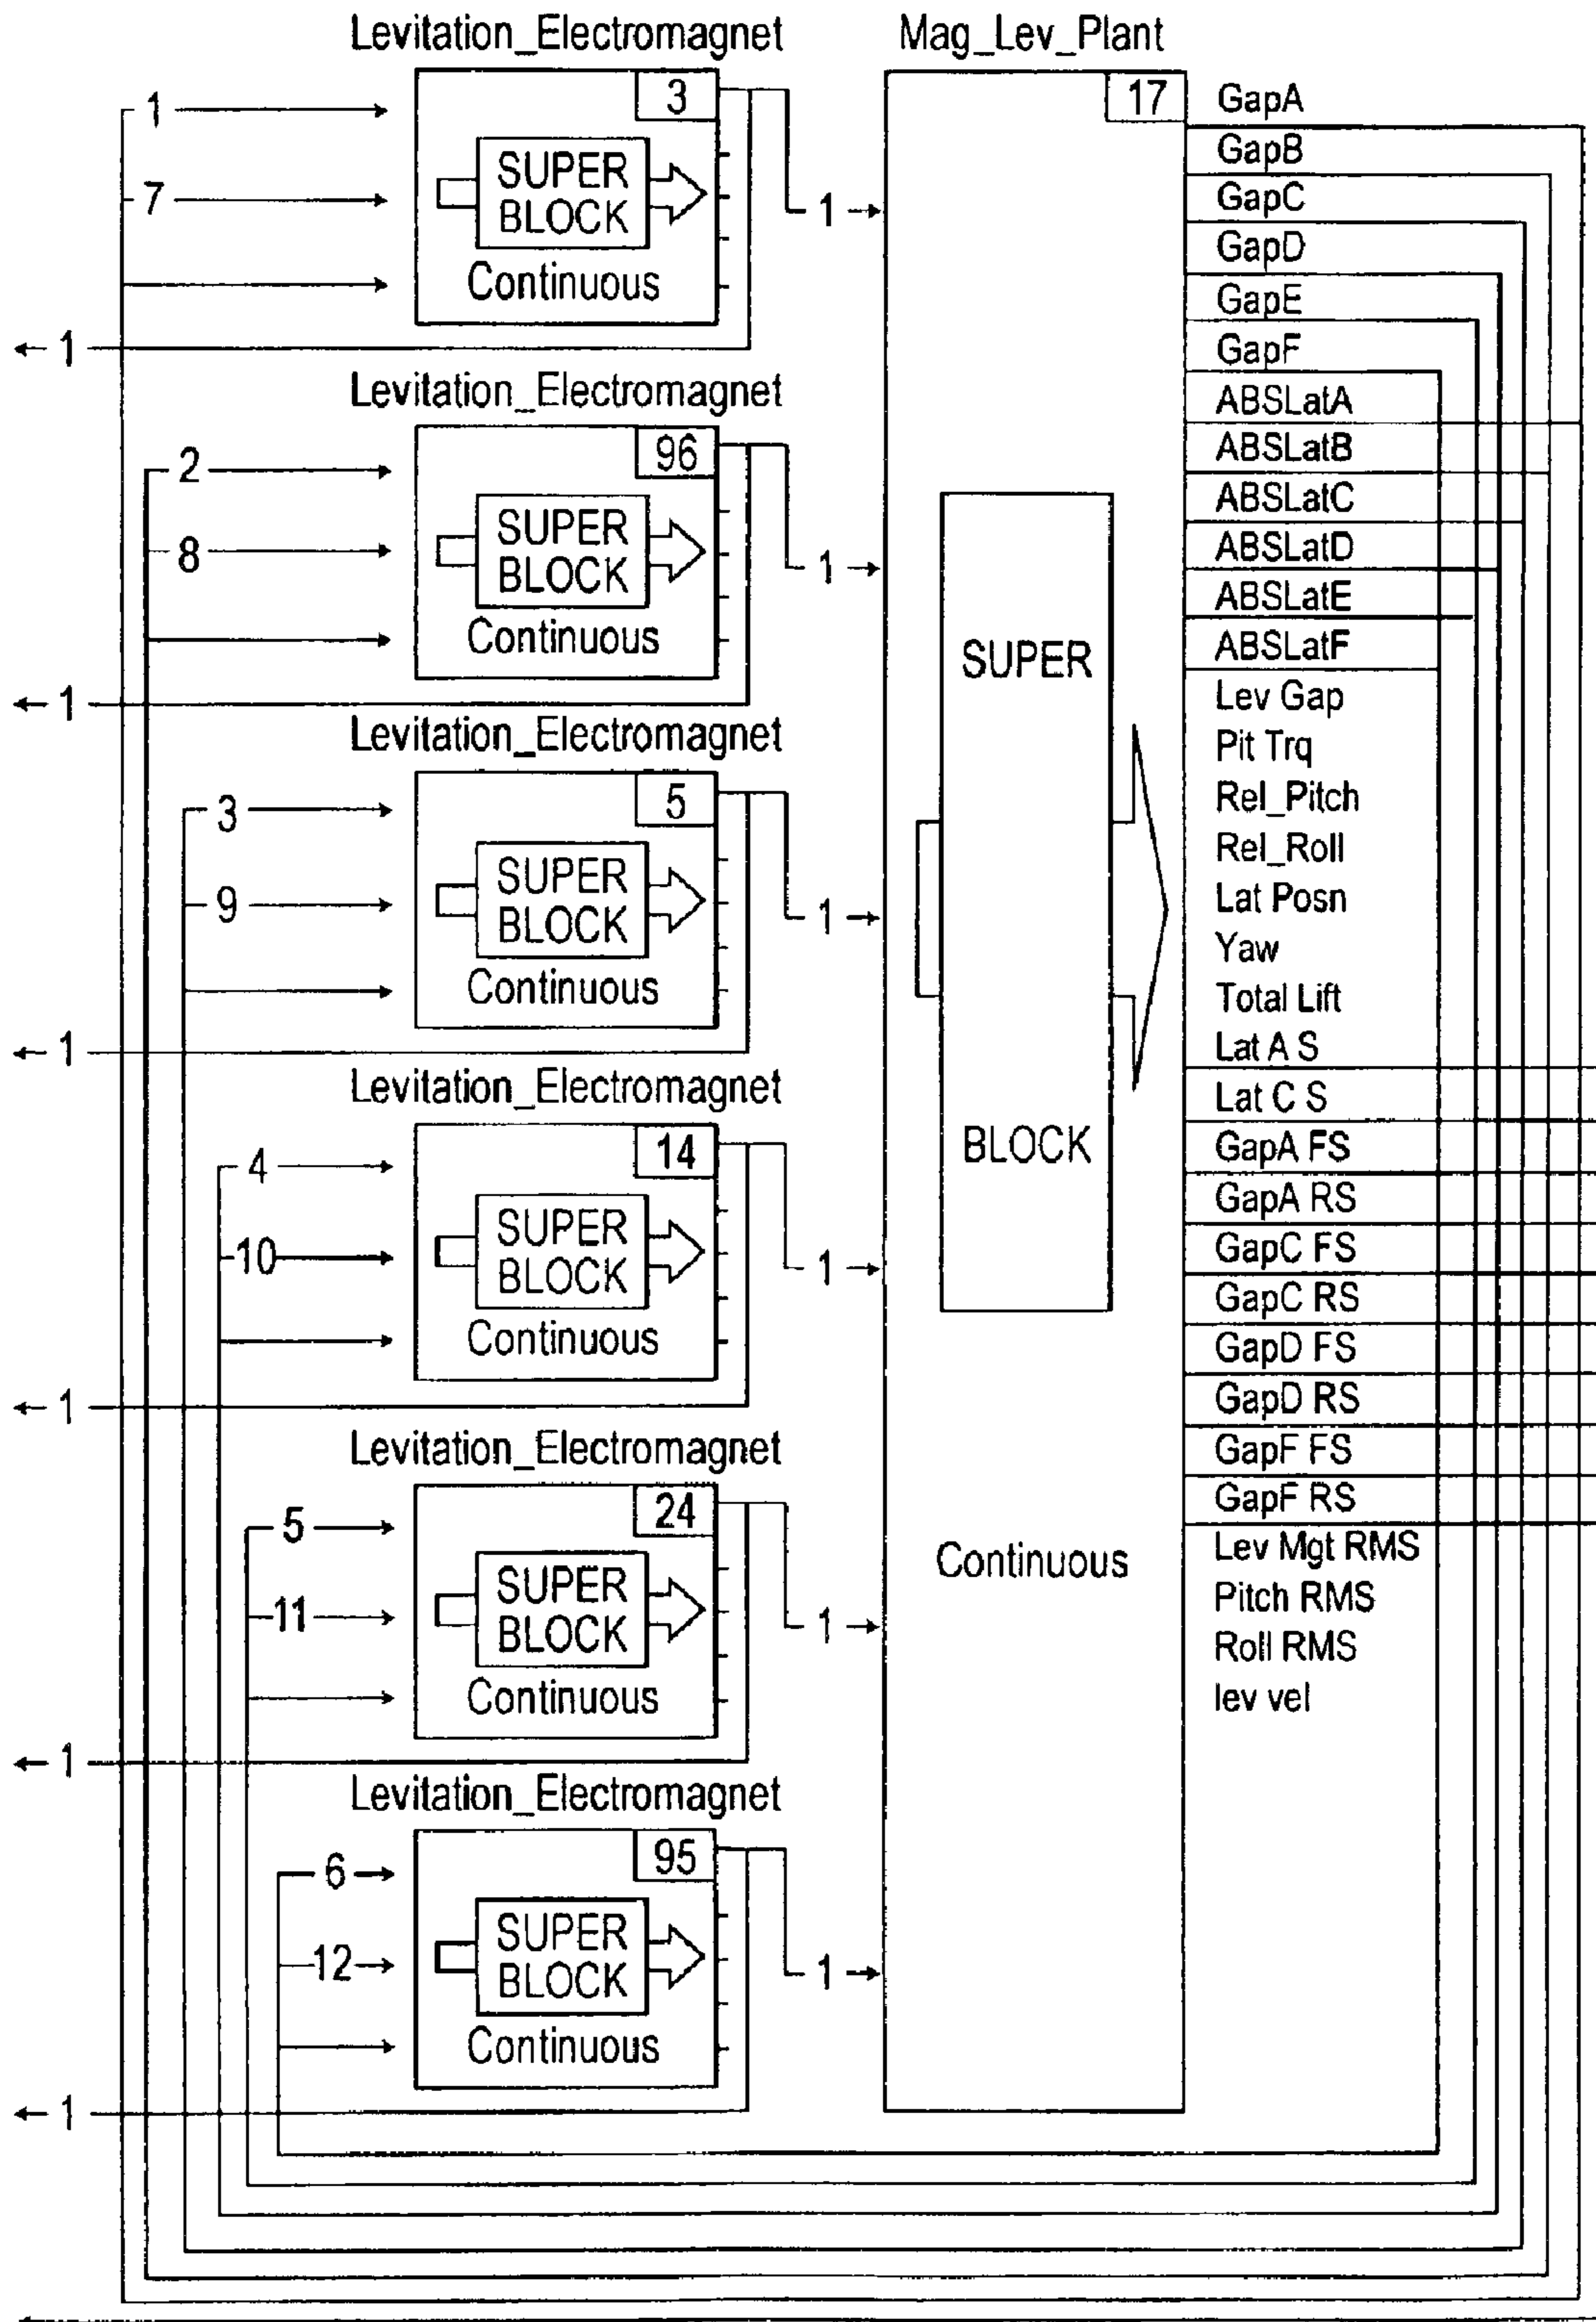 Levitation_Electromagnet
3
1
7
SUPER
BLOCK
Continuous
1
1
Levitation_Electromagnet
96
2
8
SUPER
BLOCK
Continuous
1
1
Levitation_Electromagnet
5
3
9
SUPER
BLOCK
Continuous
1
1
Levitation_Electromagnet
14
4
10
SUPER
BLOCK
Continuous
1
1
Levitation_Electromagnet
24
5
11
SUPER
BLOCK
Continuous
1
1
Levitation_Electromagnet
95
6
12
SUPER
BLOCK
Continuous
1
1
Mag_Lev_Plant
17
SUPER
BLOCK
Continuous
GapA
GapB
GapC
GapD
GapE
GapF
ABSLatA
ABSLatB
ABSLatC
ABSLatD
ABSLatE
ABSLatF
Lev Gap
Pit Trq
Rel_Pitch
Rel_Roll
Lat Posn
Yaw
Total Lift
Lat A S
Lat C S
GapA FS
GapA RS
GapC FS
GapC RS
GapD FS
GapD RS
GapF FS
GapF RS
Lev Mgt RMS
Pitch RMS
Roll RMS
lev vel